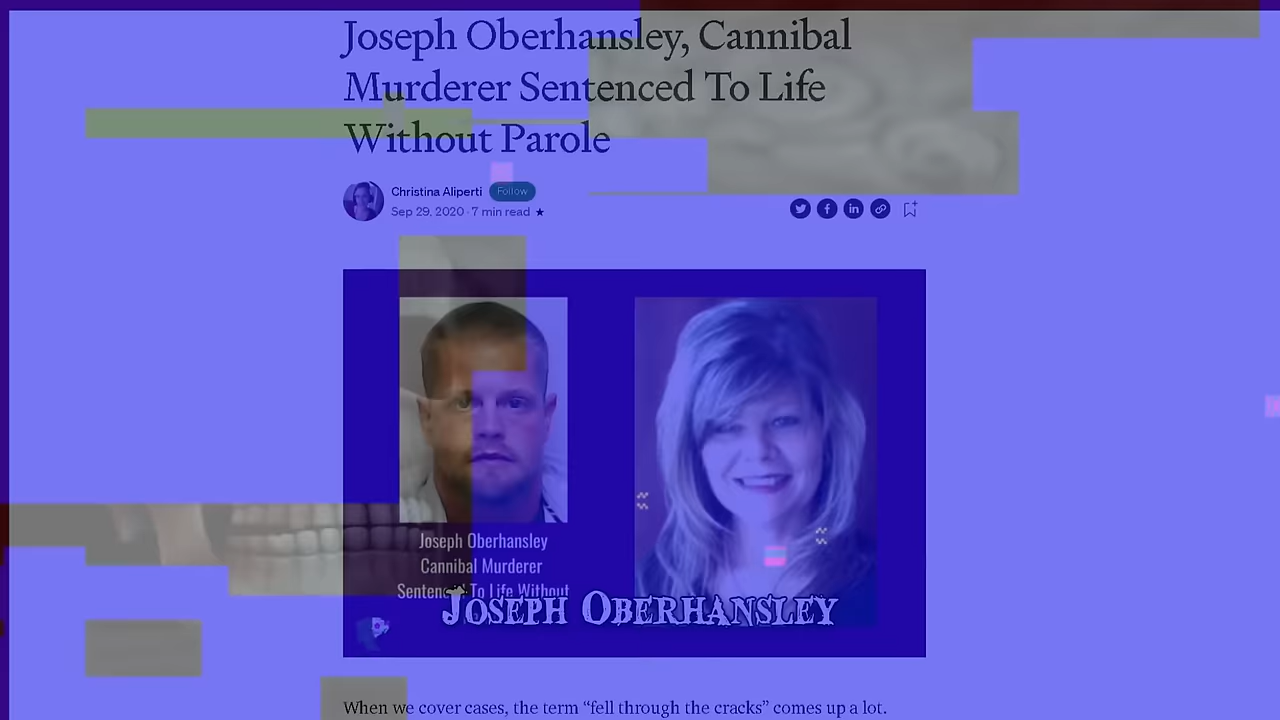 Joseph Oberhansley, Cannibal
Murderer Sentenced To Life
Without Parole
Christina Aliperti Follow
Sep 29, 2020 · 7 min read ★
Joseph Oberhansley
Cannibal Murderer
To Life Without
JOSEPH OBERHANSLEY
When we cover cases, the term “fell through the cracks” comes up a lot.